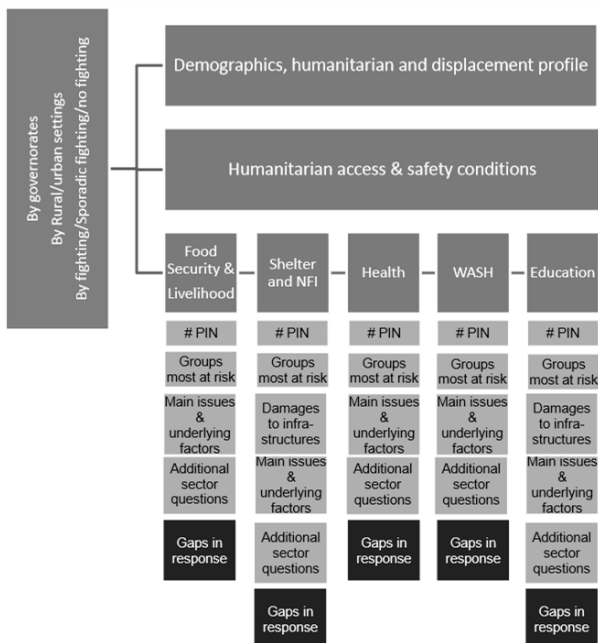 By governorates
By Rural/urban settings
By fighting/Sporadic fighting/no fighting
Demographics, humanitarian and displacement profile
Humanitarian access & safety conditions
Food
Security &
Livelihood
# PIN
Groups
most at risk
Main issues
&
underlying
factors
Additional
sector
questions
Gaps in
response
Shelter
and NFI
# PIN
Groups
most at risk
Damages
to infra-
structures
Main issues
&
underlying
factors
Additional
sector
questions
Gaps in
response
Health
# PIN
Groups
most at risk
Main issues
&
underlying
factors
Additional
sector
questions
Gaps in
response
WASH
# PIN
Groups
most at risk
Main issues
&
underlying
factors
Additional
sector
questions
Gaps in
response
Education
# PIN
Groups
most at risk
Damages
to infra-
structures
Main issues
&
underlying
factors
Additional
sector
questions
Gaps in
response